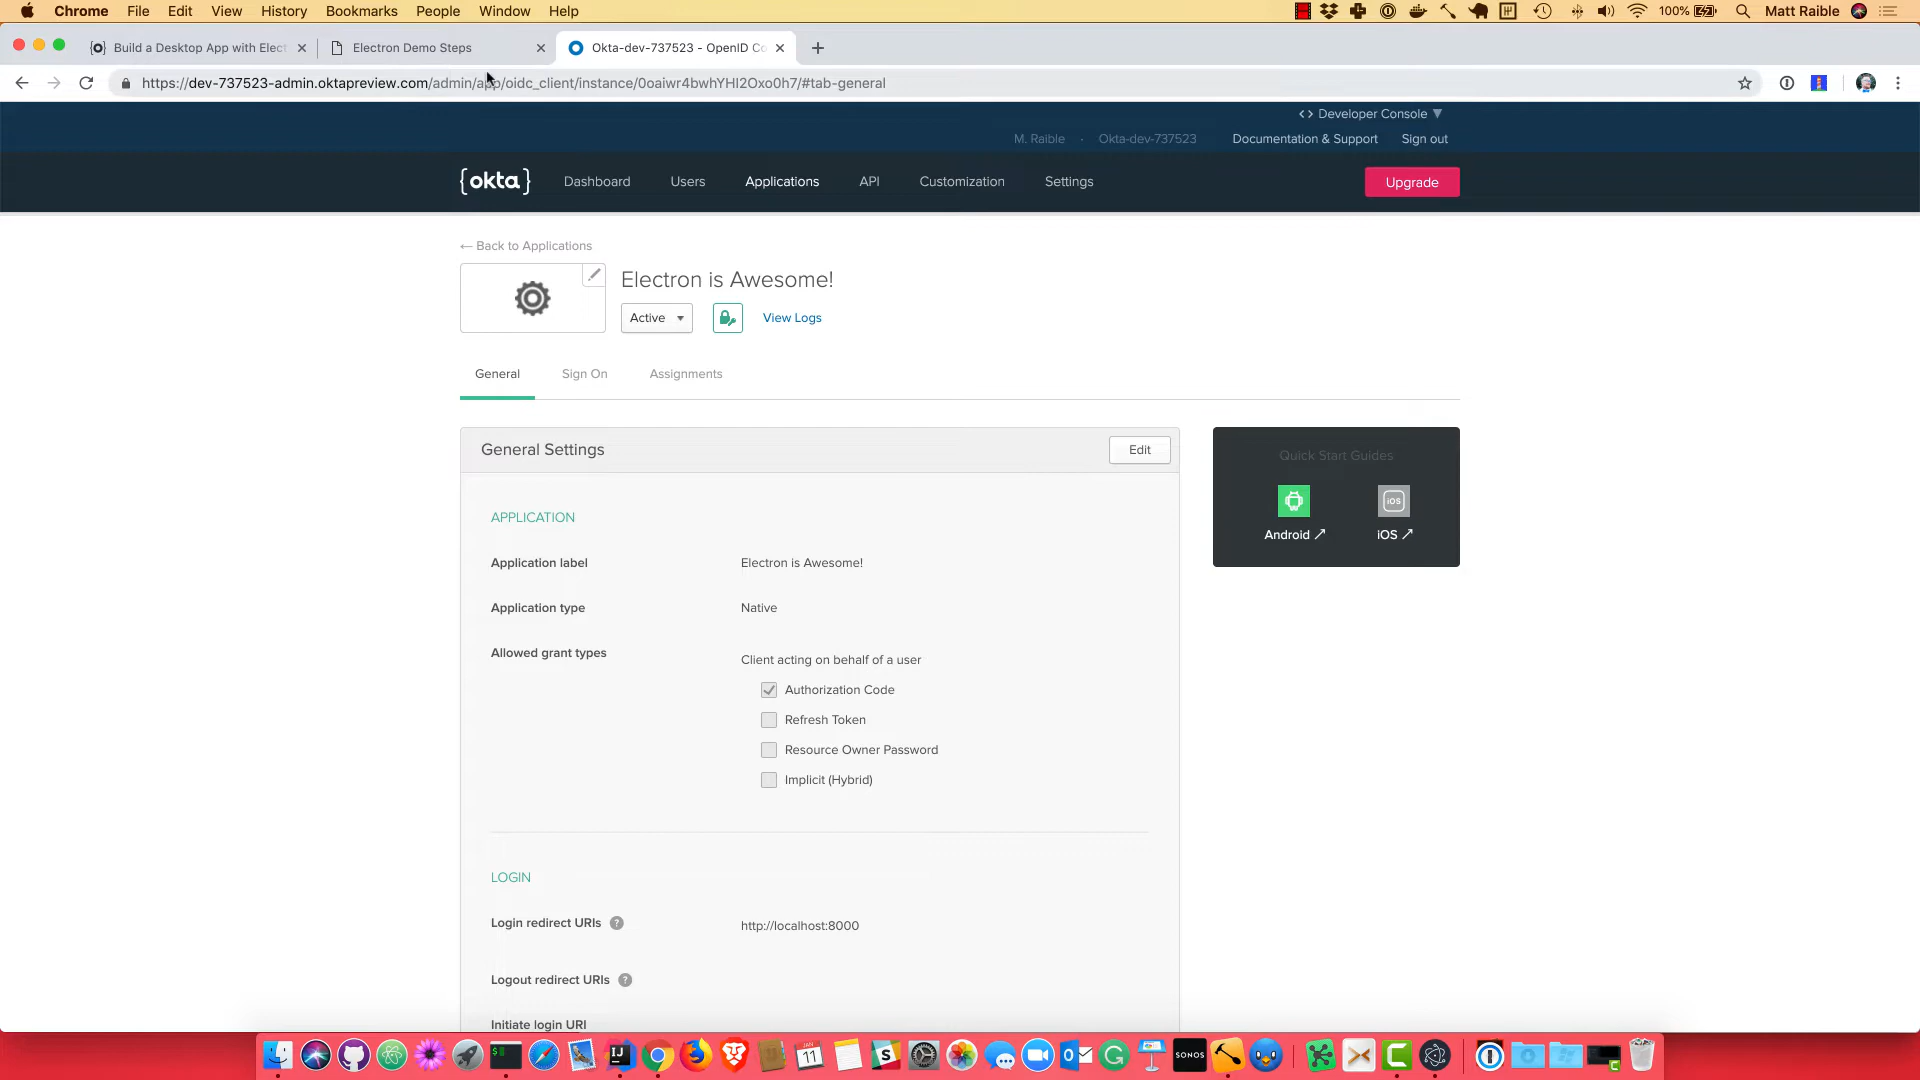 Chrome File Edit View History Bookmarks People Window Help 100% Matt Raible
Build a Desktop App with Elect Electron Demo Steps Okta-dev-737523 - OpenID Co
https://dev-737523-admin.oktapreview.com/admin/app/oidc_client/instance/0oaiwr4bwhYHI2Oxo0h7/#tab-general
<> Developer Console
M. Raible · Okta-dev-737523 Documentation & Support Sign out
{okta} Dashboard Users Applications API Customization Settings Upgrade
← Back to Applications
Electron is Awesome!
Active View Logs
General Sign On Assignments
General Settings Edit
Quick Start Guides
iOS
Android ↗ iOS ↗
APPLICATION
Application label Electron is Awesome!
Application type Native
Allowed grant types
Client acting on behalf of a user
Authorization Code
Refresh Token
Resource Owner Password
Implicit (Hybrid)
LOGIN
Login redirect URIs ? http://localhost:8000
Logout redirect URIs ?
Initiate login URI
JAN
11
IJ
S
SONOS